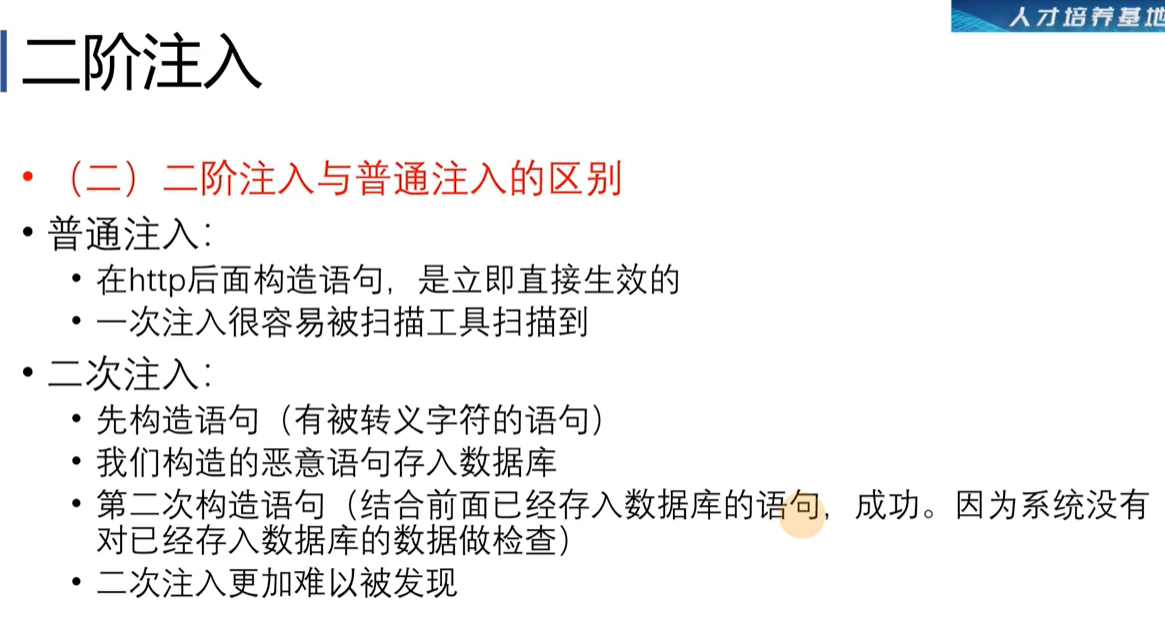 人才培养基地
二阶注入
• （二）二阶注入与普通注入的区别
• 普通注入：
• 在http后面构造语句，是立即直接生效的
• 一次注入很容易被扫描工具扫描到
• 二次注入：
• 先构造语句（有被转义字符的语句）
• 我们构造的恶意语句存入数据库
• 第二次构造语句（结合前面已经存入数据库的语句，成功。因为系统没有
对已经存入数据库的数据做检查）
• 二次注入更加难以被发现